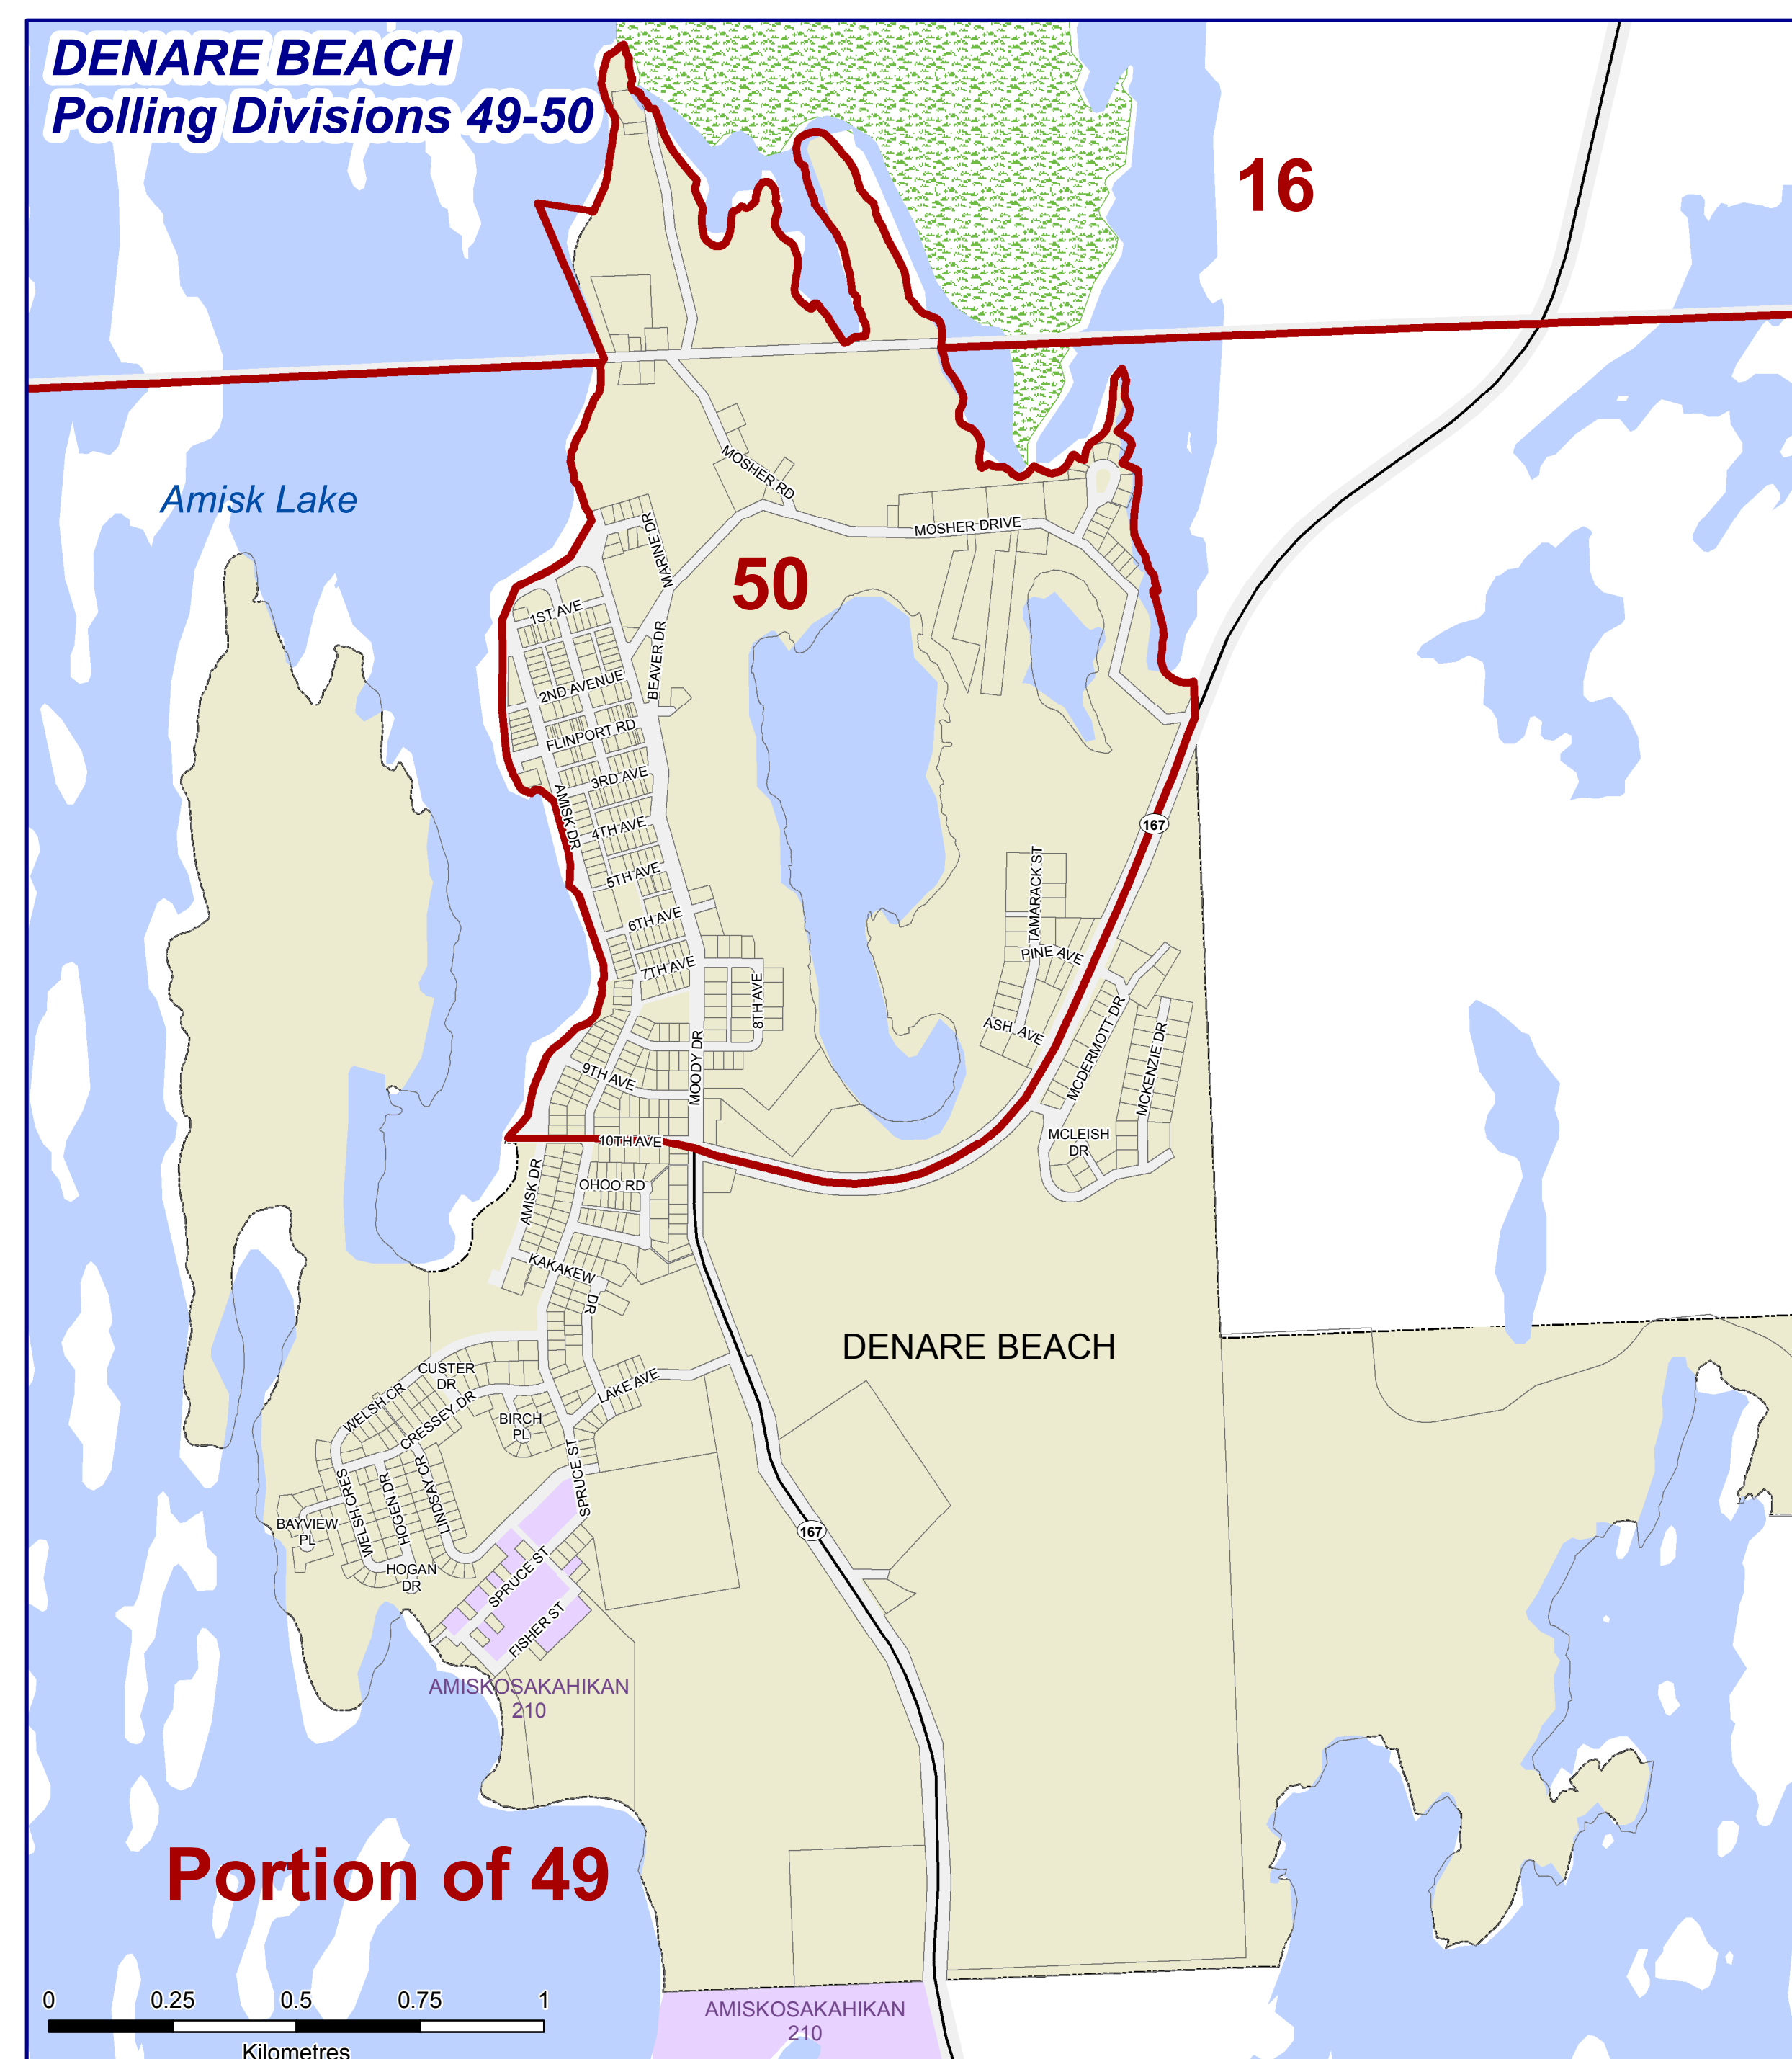 DENARE BEACH
Polling Divisions 49-50
16
Amisk Lake
MOSHER RD
MARINE DR
MOSHER DRIVE
50
1ST AVE
BEAVER DR
2ND AVENUE
FLINPORT RD
3RD AVE
AMISK DR
4TH AVE
167
5TH AVE
TAMARACK ST
6TH AVE
PINE AVE
7TH AVE
8TH AVE
ASH AVE
MCDERMOTT DR
MOODY DR
MCKENZIE DR
9TH AVE
10TH AVE
MCLEISH
DR
AMISK DR
OHOO RD
KAKAKEW
DR
DENARE BEACH
CUSTER
DR
LAKE AVE
WELSH CR
CRESSEY DR
BIRCH
PL
SPRUCE ST
WELSH CRES
HOGEN DR
LINDSAY CR
BAYVIEW
PL
167
HOGAN
DR
SPRUCE ST
FISHER ST
AMISKOSAKAHIKAN
210
Portion of 49
0 0.25 0.5 0.75 1
Kilometres
AMISKOSAKAHIKAN
210